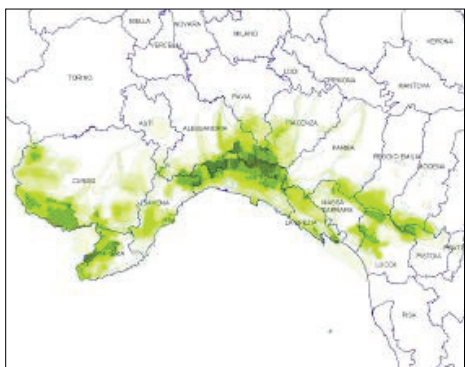 BIELLA
NOVARA
MILANO
VERCELLI
VERONA
LODI
CREMONA
MANTOVA
TORINO
PAVIA
ASTI
ALESSANDRIA
PIACENZA
PARMA
REGGIO EMILIA
MODENA
CUNEO
SAVONA
MASSA
CARRARA
LA SPEZIA
LUCCA
PISTOIA
PISA